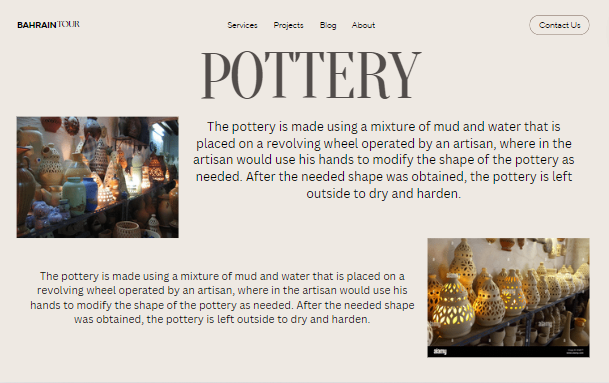 BAHRAIN TOUR
Services Projects Blog About
Contact Us
POTTERY
The pottery is made using a mixture of mud and water that is
placed on a revolving wheel operated by an artisan, where in the
artisan would use his hands to modify the shape of the pottery as
needed. After the needed shape was obtained, the pottery is left
outside to dry and harden.
The pottery is made using a mixture of mud and water that is placed on a
revolving wheel operated by an artisan, where in the artisan would use his
hands to modify the shape of the pottery as needed. After the needed shape
was obtained, the pottery is left outside to dry and harden.
alamy